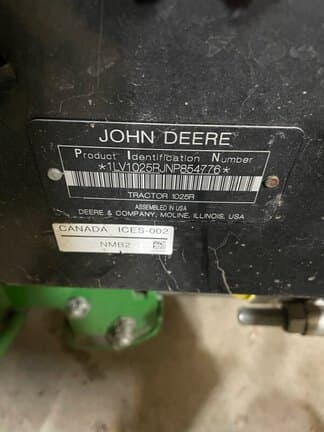 JOHN DEERE
Product Identification Number
*1LV1025RJNP854776*
TRACTOR 1025R
ASSEMBLED IN USA
DEERE & COMPANY, MOLINE, ILLINOIS, USA
CANADA ICES-002
NMB2